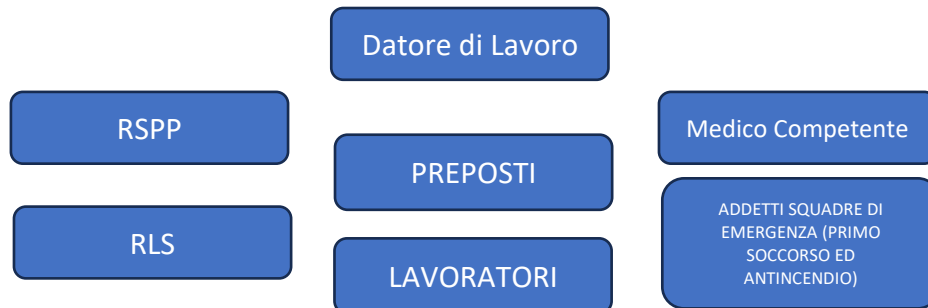 Datore di Lavoro
RSPP
Medico Competente
PREPOSTI
RLS
ADDETTI SQUADRE DI
EMERGENZA (PRIMO
SOCCORSO ED
ANTINCENDIO)
LAVORATORI